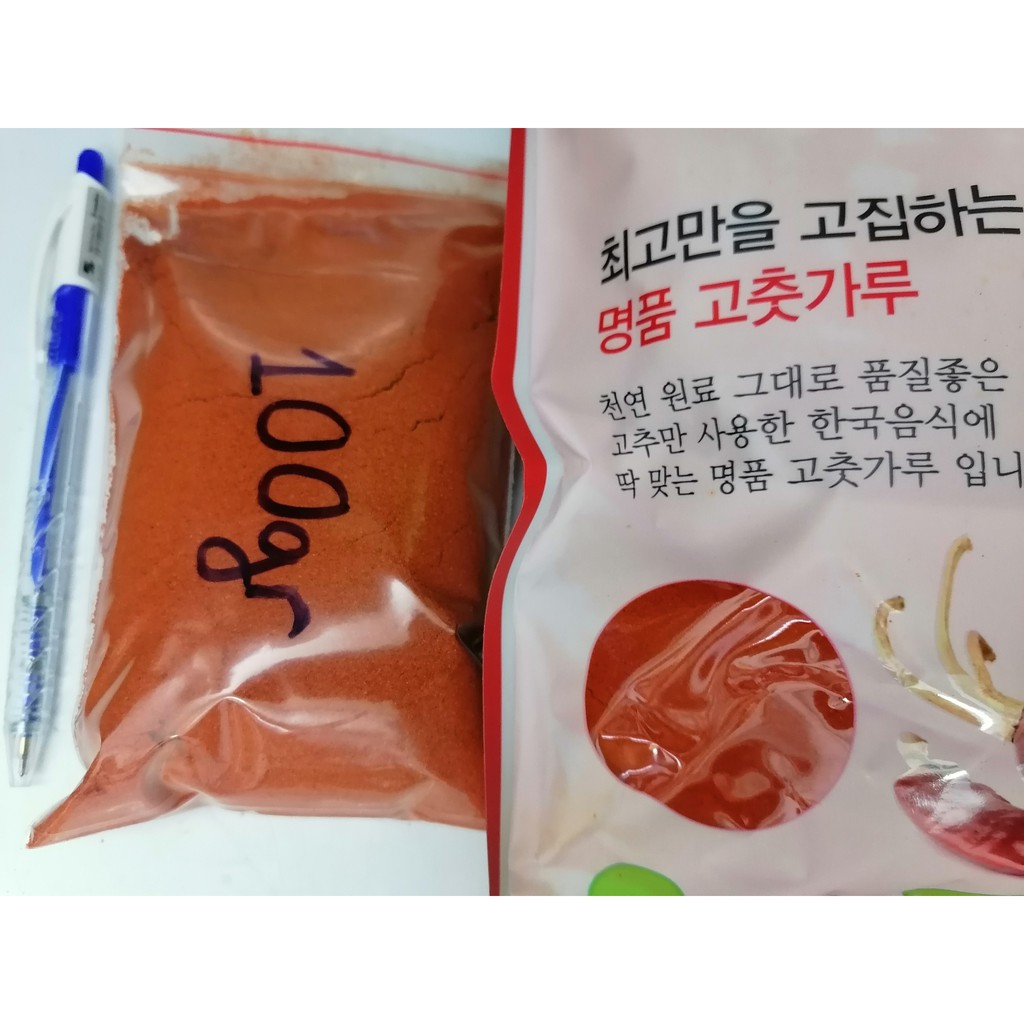 100gr
최고만을 고집하는
명품 고춧가루
천연 원료 그대로 품질좋은
고추만 사용한 한국음식에
딱 맞는 명품 고춧가루 입니